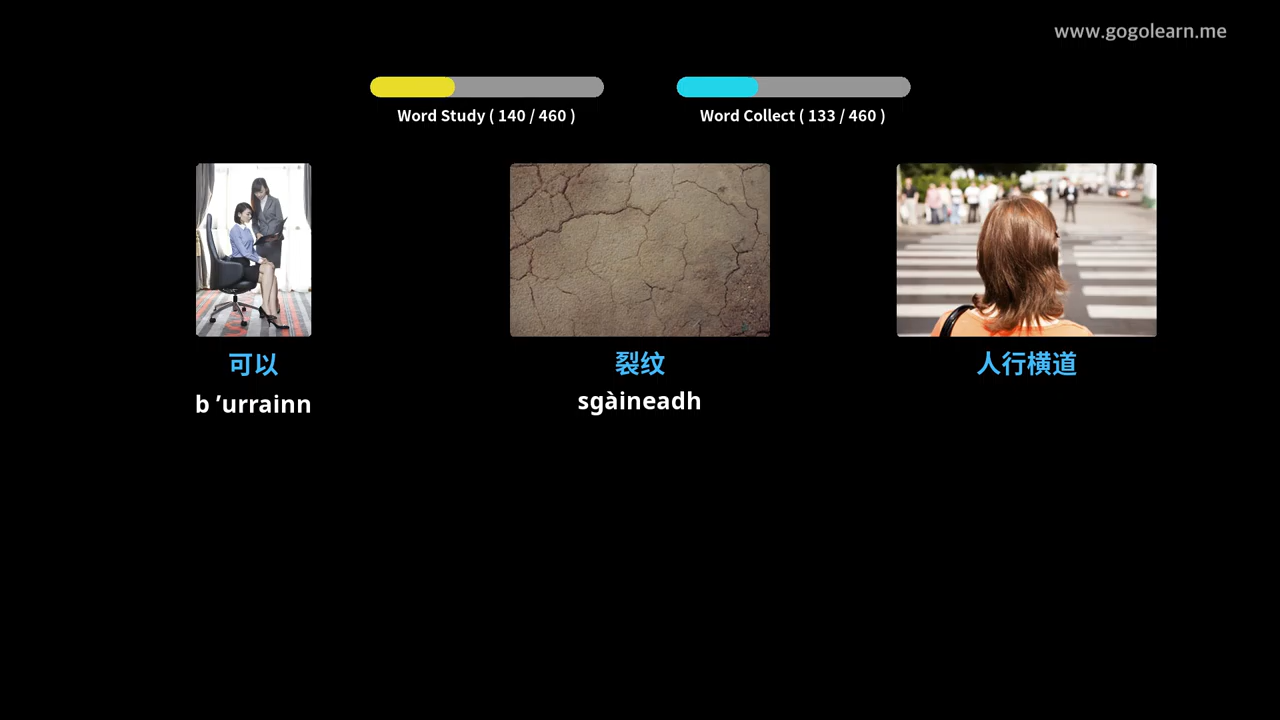 www.gogolearn.me
Word Study ( 140 / 460 )
Word Collect ( 133 / 460 )
可以
裂纹
人行横道
b ’urrainn
sgàineadh